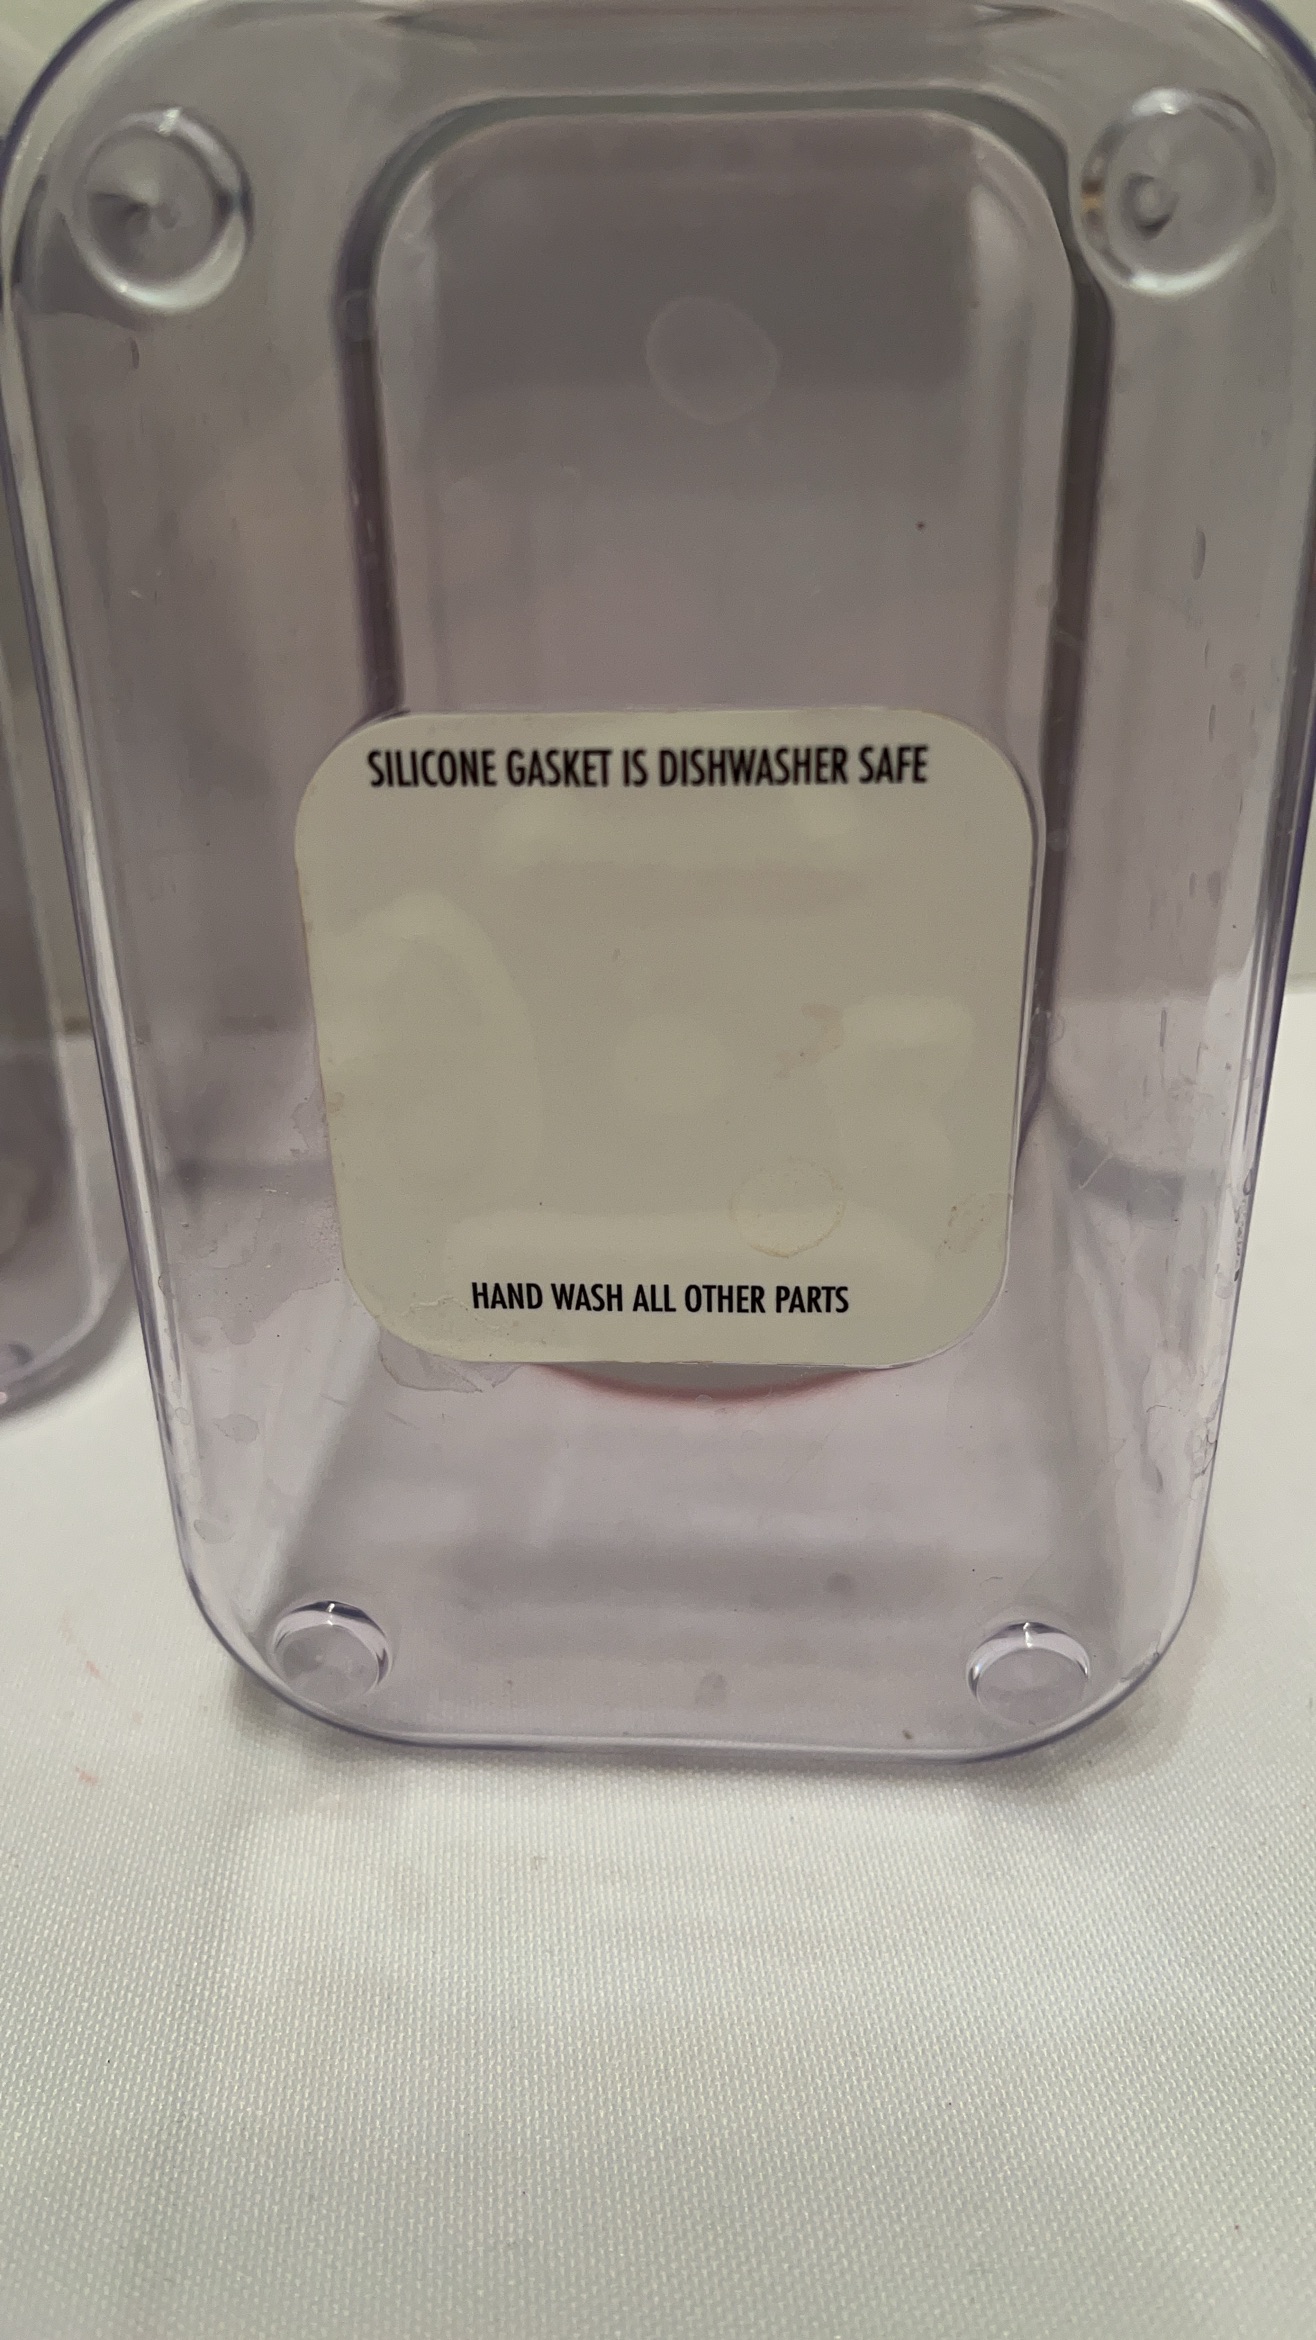 SILICONE GASKET IS DISHWASHER SAFE
HAND WASH ALL OTHER PARTS